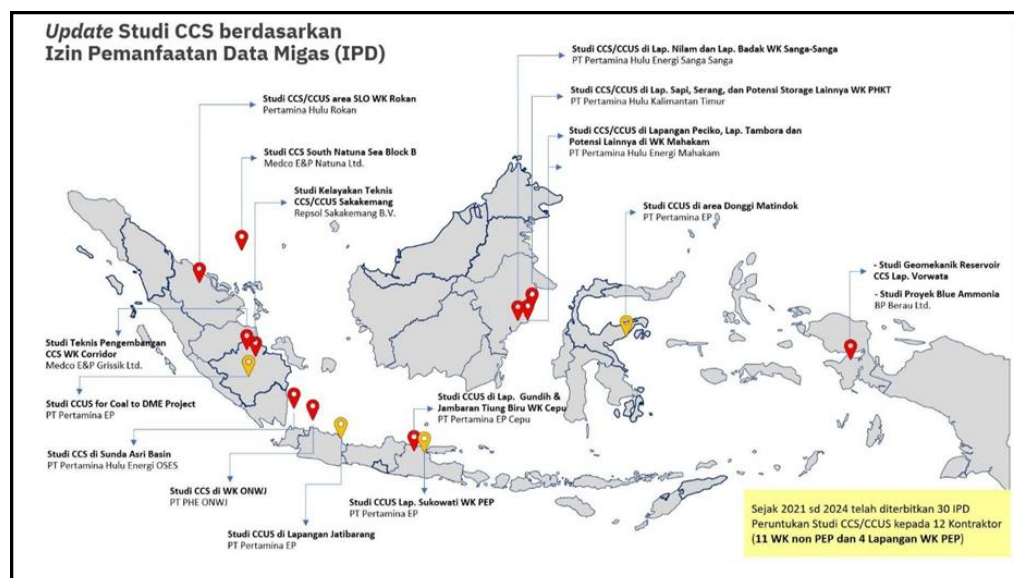 Update Studi CCS berdasarkan
Izin Pemanfaatan Data Migas (IPD)
Studi CCS/CCUS di Lap. Nilam dan Lap. Badak WK Sanga-Sanga
PT Pertamina Hulu Energi Sanga Sanga
Studi CCS/CCUS di Lap. Sapi, Serang, dan Potensi Storage Lainnya WK PHKT
PT Pertamina Hulu Kalimantan Timur
Studi CCS/CCUS di Lapangan Peciko, Lap. Tambora dan
Potensi Lainnya di WK Mahakam
PT Pertamina Hulu Energi Mahakam
Studi CCS/CCUS area SLO WK Rokan
Pertamina Hulu Rokan
Studi CCS South Natuna Sea Block B
Medco E&P Natuna Ltd.
Studi Kelayakan Teknis
CCS/CCUS Sakakemang
Repsol Sakakemang B.V.
Studi CCUS di area Donggi Matindok
PT Pertamina EP
- Studi Geomekanik Reservoir
CCS Lap. Vorwata
- Studi Proyek Blue Ammonia
BP Berau Ltd.
Studi Teknis Pengembangan
CCS WK Corridor
Medco E&P Grissik Ltd.
Studi CCUS for Coal to DME Project
PT Pertamina EP
Studi CCS di Sunda Asri Basin
PT Pertamina Hulu Energi OSES
Studi CCS di WK ONWJ
PT PHE ONWJ
Studi CCUS di Lapangan Jatibarang
PT Pertamina EP
Studi CCUS di Lap. Gundih &
Jambaran Tiung Biru WK Cepu
PT Pertamina EP Cepu
Studi CCUS Lap. Sukowati WK PEP
PT Pertamina EP
Sejak 2021 sd 2024 telah diterbitkan 30 IPD
Peruntukan Studi CCS/CCUS kepada 12 Kontraktor
(11 WK non PEP dan 4 Lapangan WK PEP)